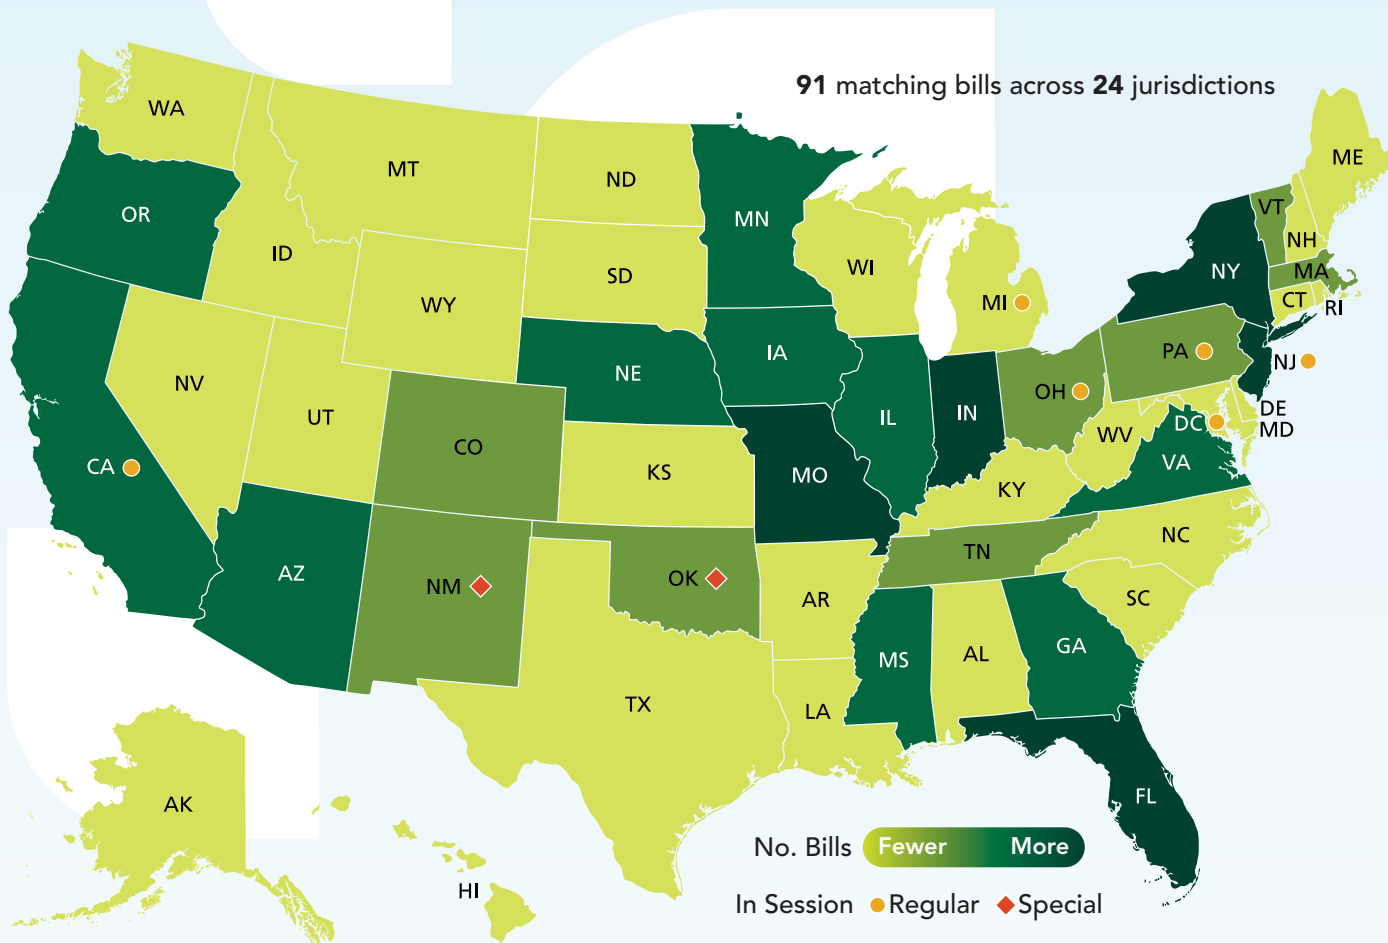 91 matching bills across 24 jurisdictions
WA
MT
ND
MN
ME
OR
ID
SD
WI
VT
NH
WY
MI
NY
MA
CT
RI
NV
UT
NE
IA
PA
NJ
CO
IL
IN
OH
DE
MD
CA
KS
MO
WV
DC
VA
KY
AZ
NM
OK
TN
NC
AR
SC
MS
AL
GA
TX
LA
AK
FL
HI
No. Bills Fewer More
In Session Regular Special